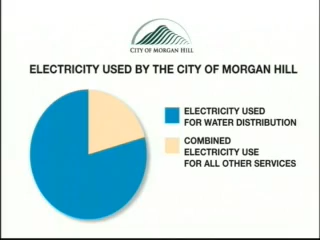 CITY OF MORGAN HILL
ELECTRICITY USED BY THE CITY OF MORGAN HILL
ELECTRICITY USED
FOR WATER DISTRIBUTION
COMBINED
ELECTRICITY USE
FOR ALL OTHER SERVICES